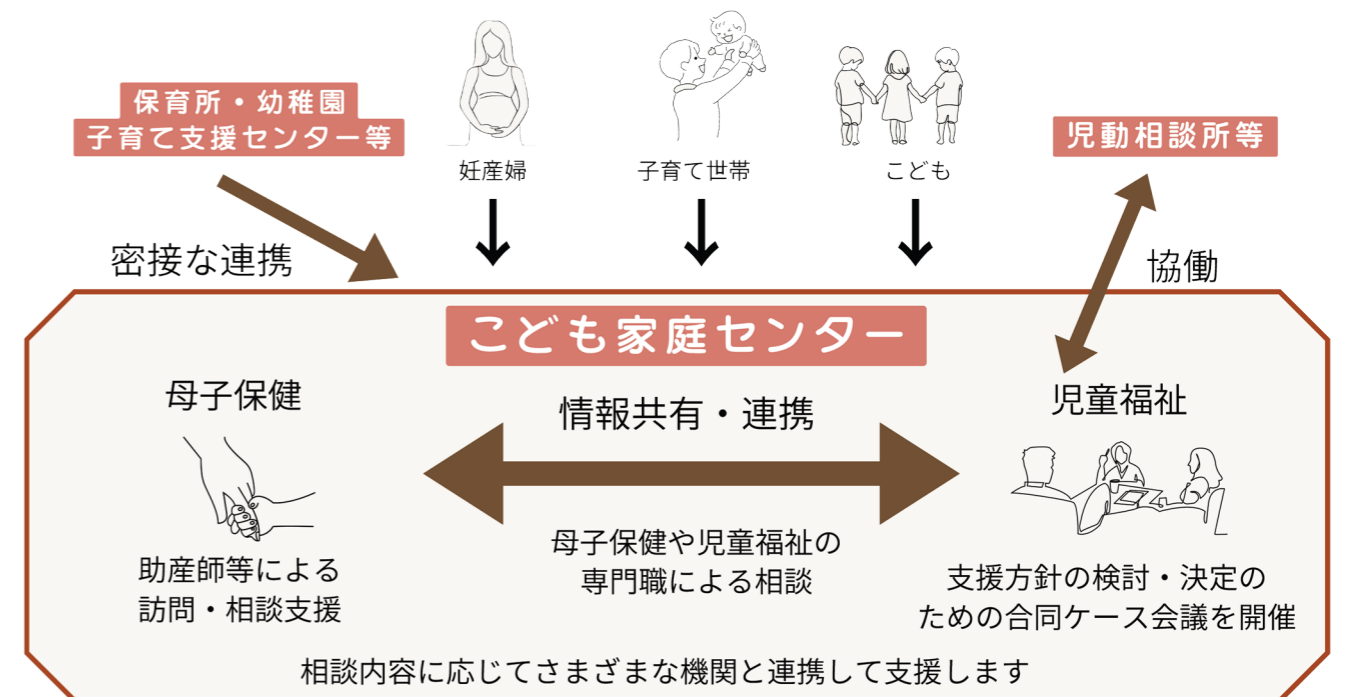 保育所・幼稚園
子育て支援センター等
妊産婦
子育て世帯
こども
児動相談所等
密接な連携
協働
こども家庭センター
母子保健
情報共有・連携
児童福祉
助産師等による
訪問・相談支援
母子保健や児童福祉の
専門職による相談
支援方針の検討・決定の
ための合同ケース会議を開催
相談内容に応じてさまざまな機関と連携して支援します